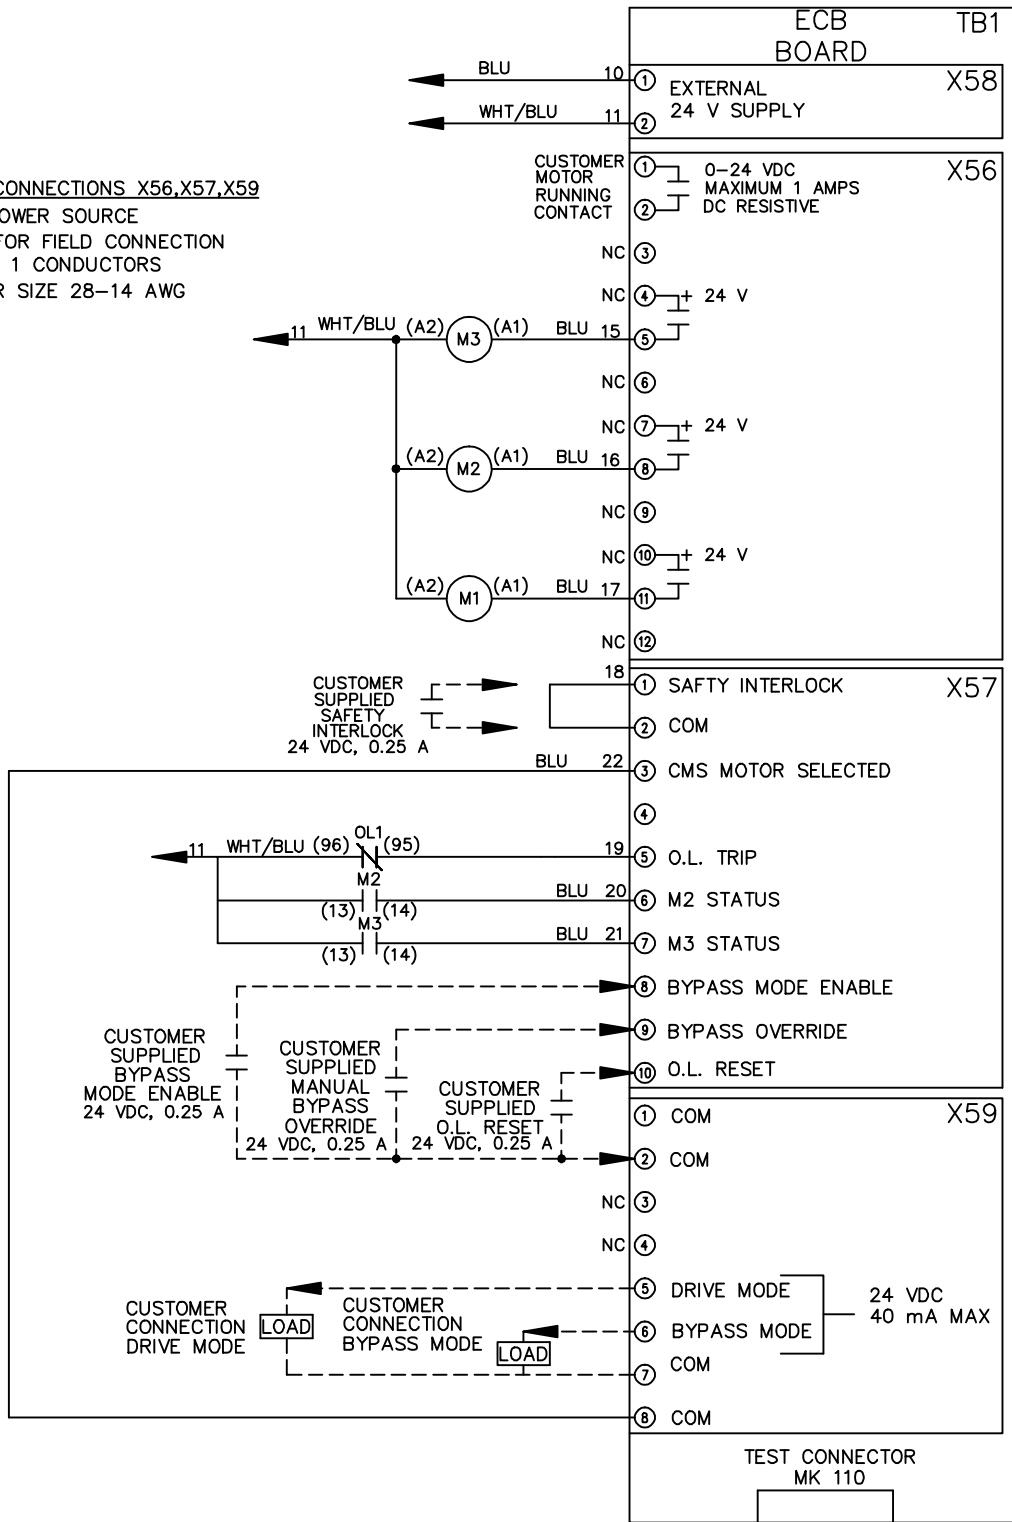 ECB TB1
BOARD
BLU 10 1 EXTERNAL X58
WHT/BLU 11 2 24 V SUPPLY
CONNECTIONS X56,X57,X59
OWER SOURCE
FOR FIELD CONNECTION
1 CONDUCTORS
R SIZE 28–14 AWG
CUSTOMER
MOTOR
RUNNING
CONTACT
1 0–24 VDC X56
MAXIMUM 1 AMPS
2 DC RESISTIVE
NC 3
NC 4 + 24 V
11 WHT/BLU (A2) M3 (A1) BLU 15 5
NC 6
NC 7 + 24 V
(A2) M2 (A1) BLU 16 8
NC 9
NC 10 + 24 V
(A2) M1 (A1) BLU 17 11
NC 12
CUSTOMER
SUPPLIED
SAFETY
INTERLOCK
24 VDC, 0.25 A
18 1 SAFTY INTERLOCK X57
2 COM
BLU 22 3 CMS MOTOR SELECTED
4
11 WHT/BLU (96) OL1 (95) 19 5 O.L. TRIP
M2
(13) (14) BLU 20 6 M2 STATUS
M3
(13) (14) BLU 21 7 M3 STATUS
8 BYPASS MODE ENABLE
9 BYPASS OVERRIDE
10 O.L. RESET
CUSTOMER
SUPPLIED
BYPASS
MODE ENABLE
24 VDC, 0.25 A
CUSTOMER
SUPPLIED
MANUAL
BYPASS
OVERRIDE
24 VDC, 0.25 A
CUSTOMER
SUPPLIED
O.L. RESET
24 VDC, 0.25 A
1 COM X59
2 COM
NC 3
NC 4
5 DRIVE MODE
6 BYPASS MODE
24 VDC
40 mA MAX
7 COM
8 COM
CUSTOMER
CONNECTION
DRIVE MODE
LOAD
CUSTOMER
CONNECTION
BYPASS MODE
LOAD
TEST CONNECTOR
MK 110